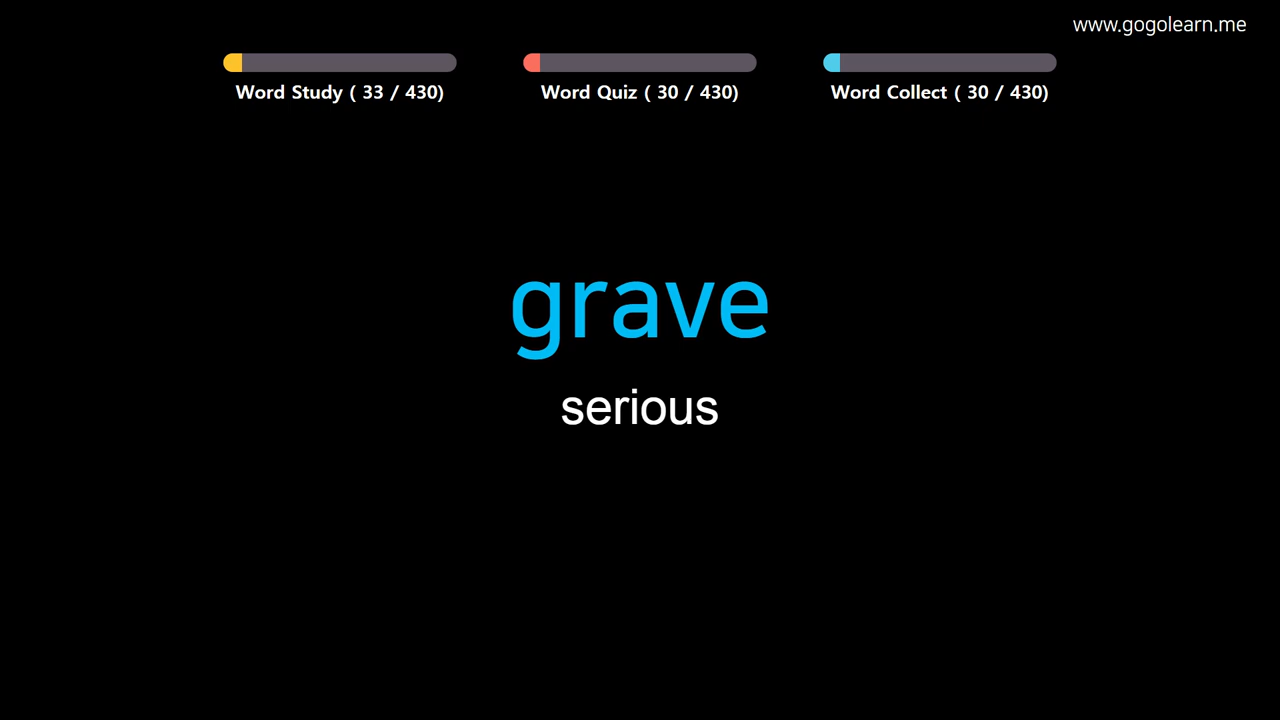 www.gogolearn.me
Word Study ( 33 / 430)
Word Quiz ( 30 / 430)
Word Collect ( 30 / 430)
grave
serious